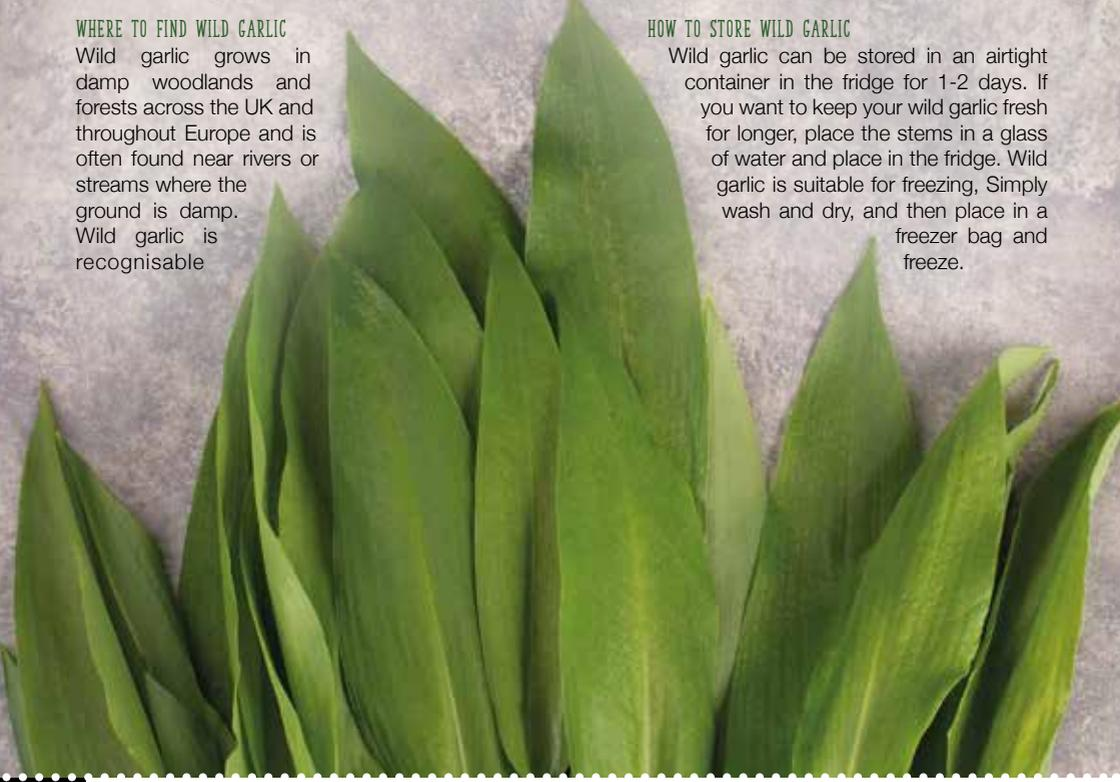 WHERE TO FIND WILD GARLIC
Wild garlic grows in
damp woodlands and
forests across the UK and
throughout Europe and is
often found near rivers or
streams where the
ground is damp.
Wild garlic is
recognisable
HOW TO STORE WILD GARLIC
Wild garlic can be stored in an airtight
container in the fridge for 1-2 days. If
you want to keep your wild garlic fresh
for longer, place the stems in a glass
of water and place in the fridge. Wild
garlic is suitable for freezing, Simply
wash and dry, and then place in a
freezer bag and
freeze.